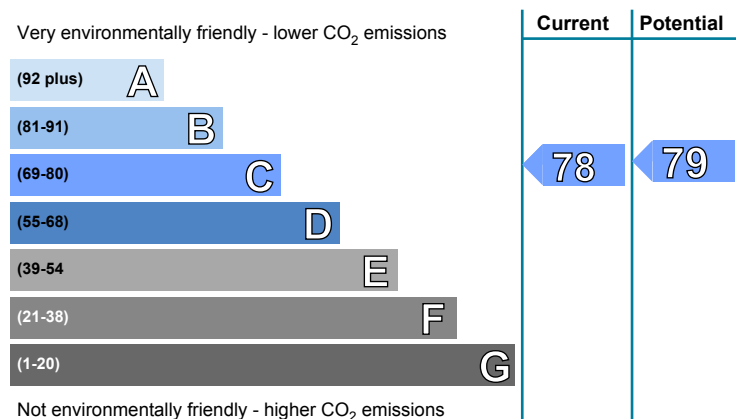 Current Potential
Very environmentally friendly - lower CO₂ emissions
(92 plus) A
(81-91) B
(69-80) C
78 79
(55-68) D
(39-54 E
(21-38) F
(1-20) G
Not environmentally friendly - higher CO₂ emissions